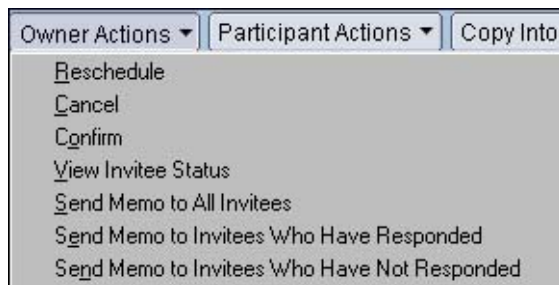 Owner Actions Participant Actions Copy Into
Reschedule
Cancel
Confirm
View Invitee Status
Send Memo to All Invitees
Send Memo to Invitees Who Have Responded
Send Memo to Invitees Who Have Not Responded